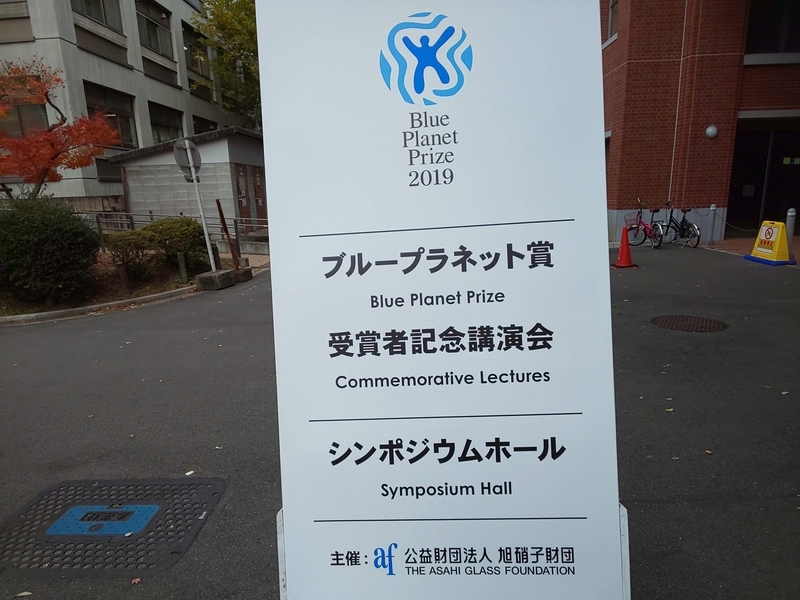 Blue
Planet
Prize
2019
ブループラネット賞
Blue Planet Prize
受賞者記念講演会
Commemorative Lectures
シンポジウムホール
Symposium Hall
主催：af 公益財団法人 旭硝子財団
THE ASAHI GLASS FOUNDATION